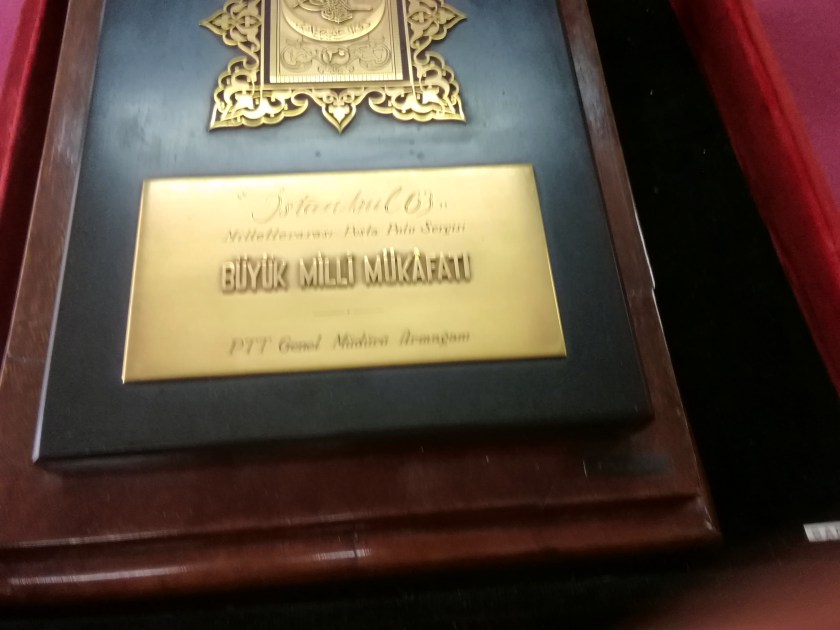 "İstanbul 63"
Milletlerarası Posta Pulu Sergisi
BÜYÜK MİLLİ MÜKÂFATI
PTT Genel Müdürü Armağanı